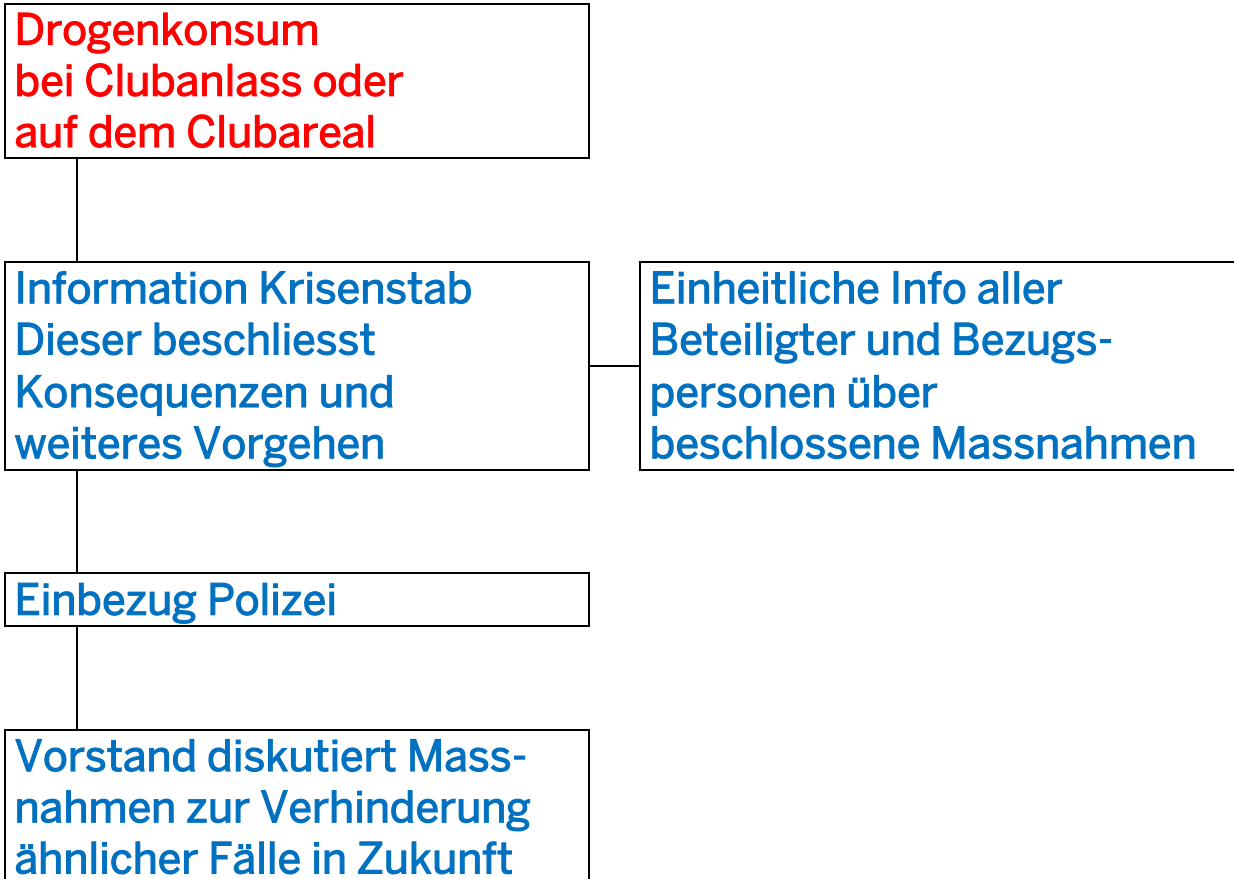 Drogenkonsum
bei Clubanlass oder
auf dem Clubareal
Information Krisenstab
Dieser beschliesst
Konsequenzen und
weiteres Vorgehen
Einheitliche Info aller
Beteiligter und Bezugs-
personen über
beschlossene Massnahmen
Einbezug Polizei
Vorstand diskutiert Mass-
nahmen zur Verhinderung
ähnlicher Fälle in Zukunft